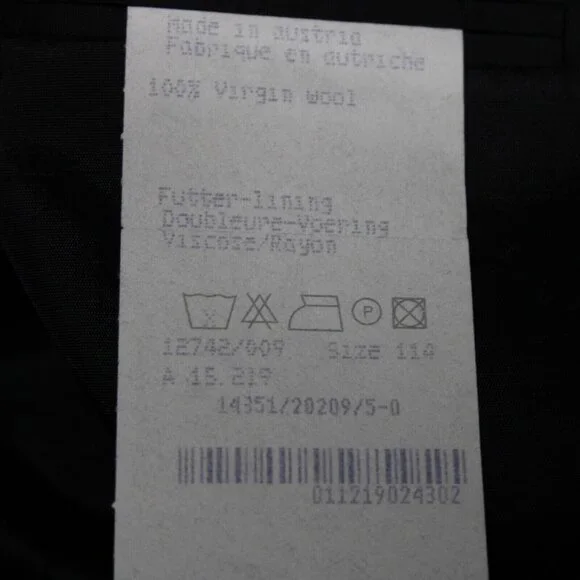 Made in austria
Fabrique en autriche
100% Virgin Wool
Futter-lining
Doubleure-Voering
Viscose/Rayon
P
12742/009 Size 110
A 15.219
14351/20209/5-0
011219024302